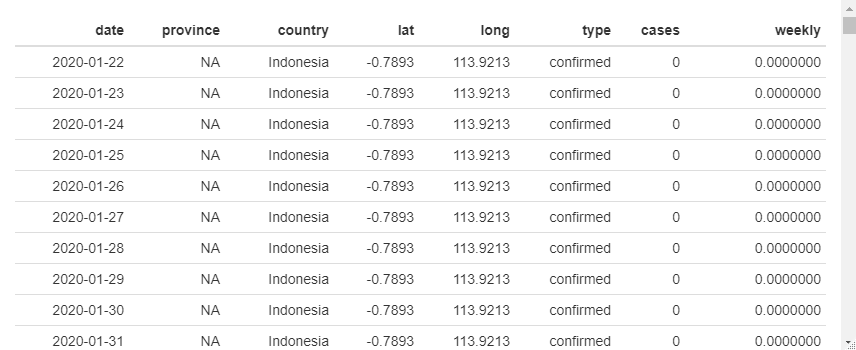 date province country lat long type cases weekly
2020-01-22 NA Indonesia -0.7893 113.9213 confirmed 0 0.0000000
2020-01-23 NA Indonesia -0.7893 113.9213 confirmed 0 0.0000000
2020-01-24 NA Indonesia -0.7893 113.9213 confirmed 0 0.0000000
2020-01-25 NA Indonesia -0.7893 113.9213 confirmed 0 0.0000000
2020-01-26 NA Indonesia -0.7893 113.9213 confirmed 0 0.0000000
2020-01-27 NA Indonesia -0.7893 113.9213 confirmed 0 0.0000000
2020-01-28 NA Indonesia -0.7893 113.9213 confirmed 0 0.0000000
2020-01-29 NA Indonesia -0.7893 113.9213 confirmed 0 0.0000000
2020-01-30 NA Indonesia -0.7893 113.9213 confirmed 0 0.0000000
2020-01-31 NA Indonesia -0.7893 113.9213 confirmed 0 0.0000000